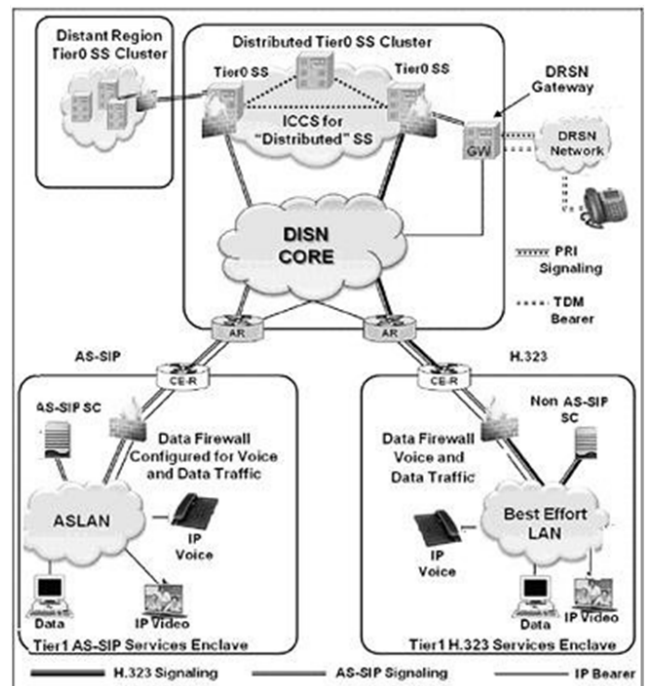 Distant Region
Tier0 SS Cluster
Distributed Tier0 SS Cluster
Tier0 SS
Tier0 SS
ICCS for
"Distributed" SS
DRSN
Gateway
GW
DRSN
Network
DISN
CORE
PRI
Signaling
TDM
Bearer
AR
AR
AS-SIP
H.323
CE-R
CE-R
AS-SIP SC
Data Firewall
Configured for Voice
and Data Traffic
ASLAN
IP
Voice
Data
IP Video
Tier1 AS-SIP Services Enclave
Non AS-SIP
SC
Data Firewall
Voice and
Data Traffic
Best Effort
LAN
IP
Voice
Data
IP Video
Tier1 H.323 Services Enclave
H.323 Signaling
AS-SIP Signaling
IP Bearer